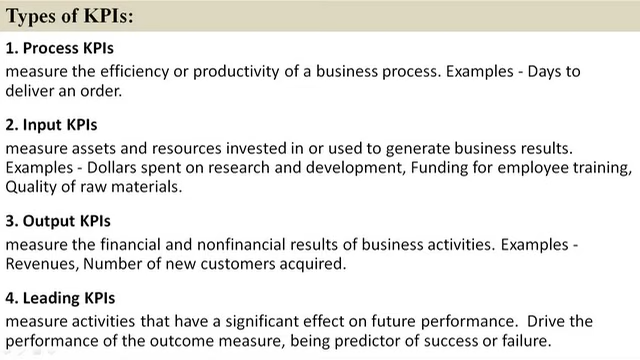 Types of KPIs:
1. Process KPIs
measure the efficiency or productivity of a business process. Examples - Days to
deliver an order.
2. Input KPIs
measure assets and resources invested in or used to generate business results.
Examples - Dollars spent on research and development, Funding for employee training,
Quality of raw materials.
3. Output KPIs
measure the financial and nonfinancial results of business activities. Examples -
Revenues, Number of new customers acquired.
4. Leading KPIs
measure activities that have a significant effect on future performance.  Drive the
performance of the outcome measure, being predictor of success or failure.